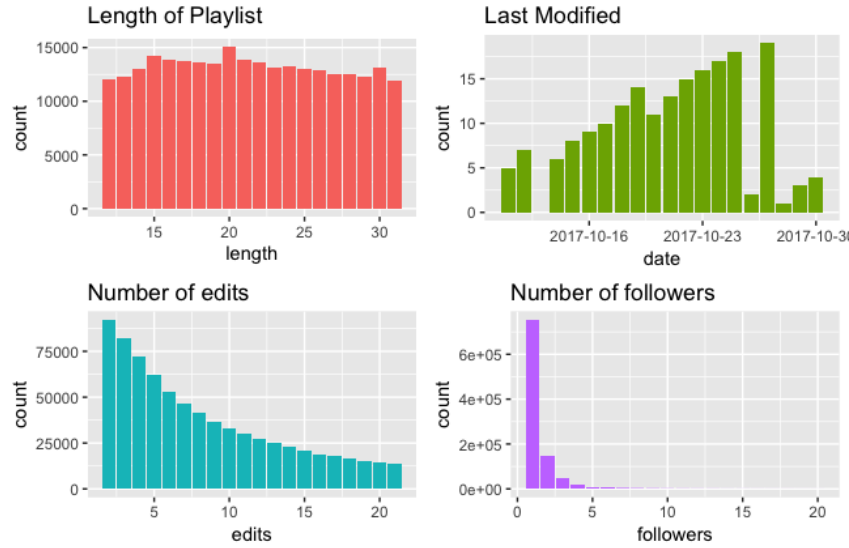 Length of Playlist
15000
10000
5000
0
count
15
20
25
30
length
Last Modified
15
10
5
0
count
2017-10-16
2017-10-23
2017-10-30
date
Number of edits
75000
50000
25000
0
count
5
10
15
20
edits
Number of followers
6e+05
4e+05
2e+05
0e+00
count
0
5
10
15
20
followers